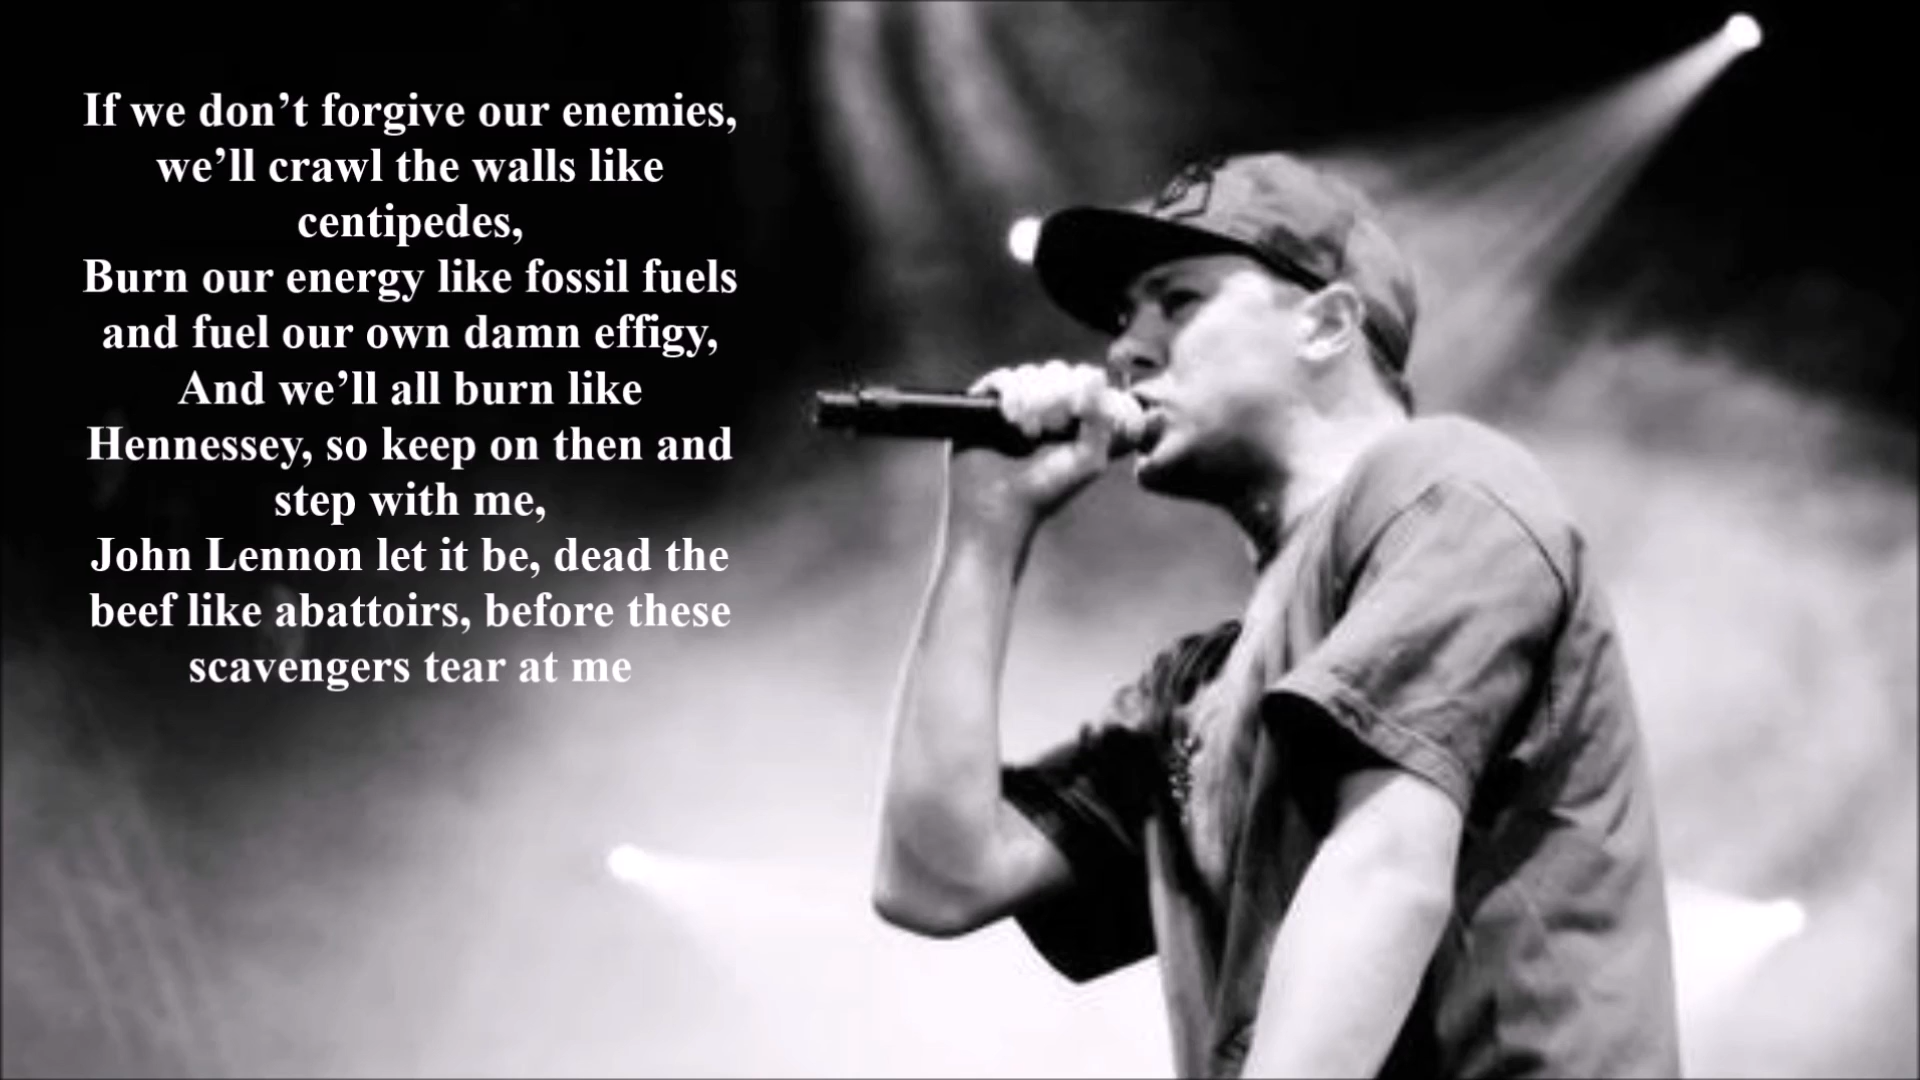 If we don’t forgive our enemies,
we’ll crawl the walls like
centipedes,
Burn our energy like fossil fuels
and fuel our own damn effigy,
And we’ll all burn like
Hennessey, so keep on then and
step with me,
John Lennon let it be, dead the
beef like abattoirs, before these
scavengers tear at me